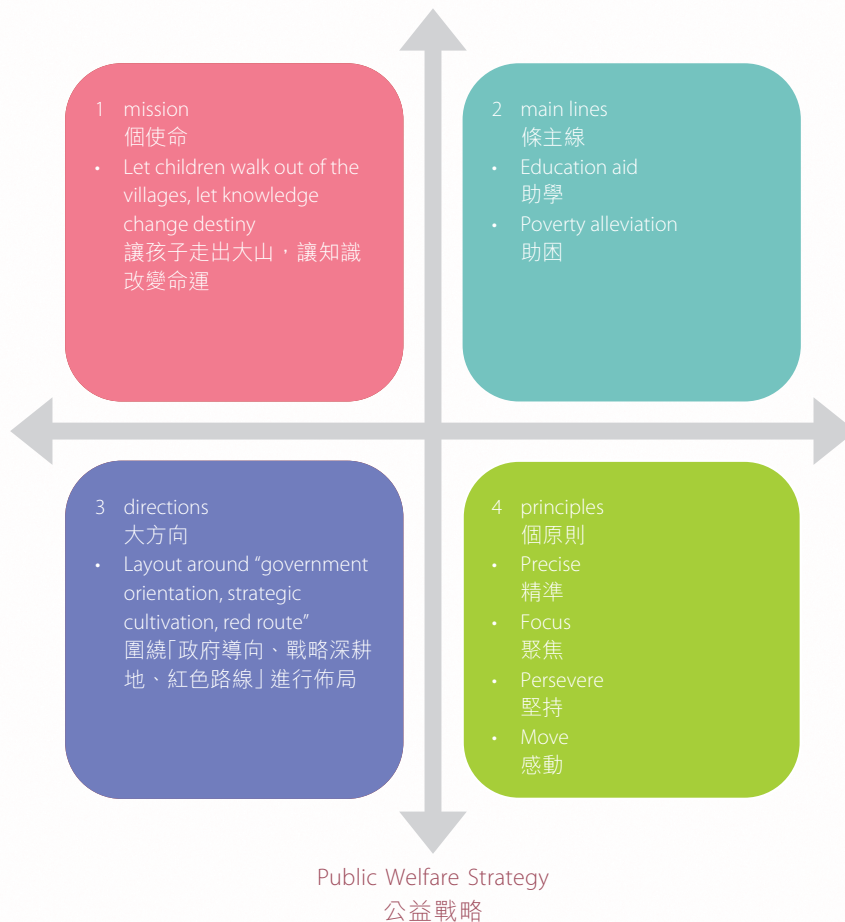 1 mission
個使命
• Let children walk out of the
villages, let knowledge
change destiny
讓孩子走出大山，讓知識
改變命運
2 main lines
條主線
• Education aid
助學
• Poverty alleviation
助困
3 directions
大方向
• Layout around “government
orientation, strategic
cultivation, red route”
圍繞「政府導向、戰略深耕
地、紅色路線」進行佈局
4 principles
個原則
• Precise
精準
• Focus
聚焦
• Persevere
堅持
• Move
感動
Public Welfare Strategy
公益戰略